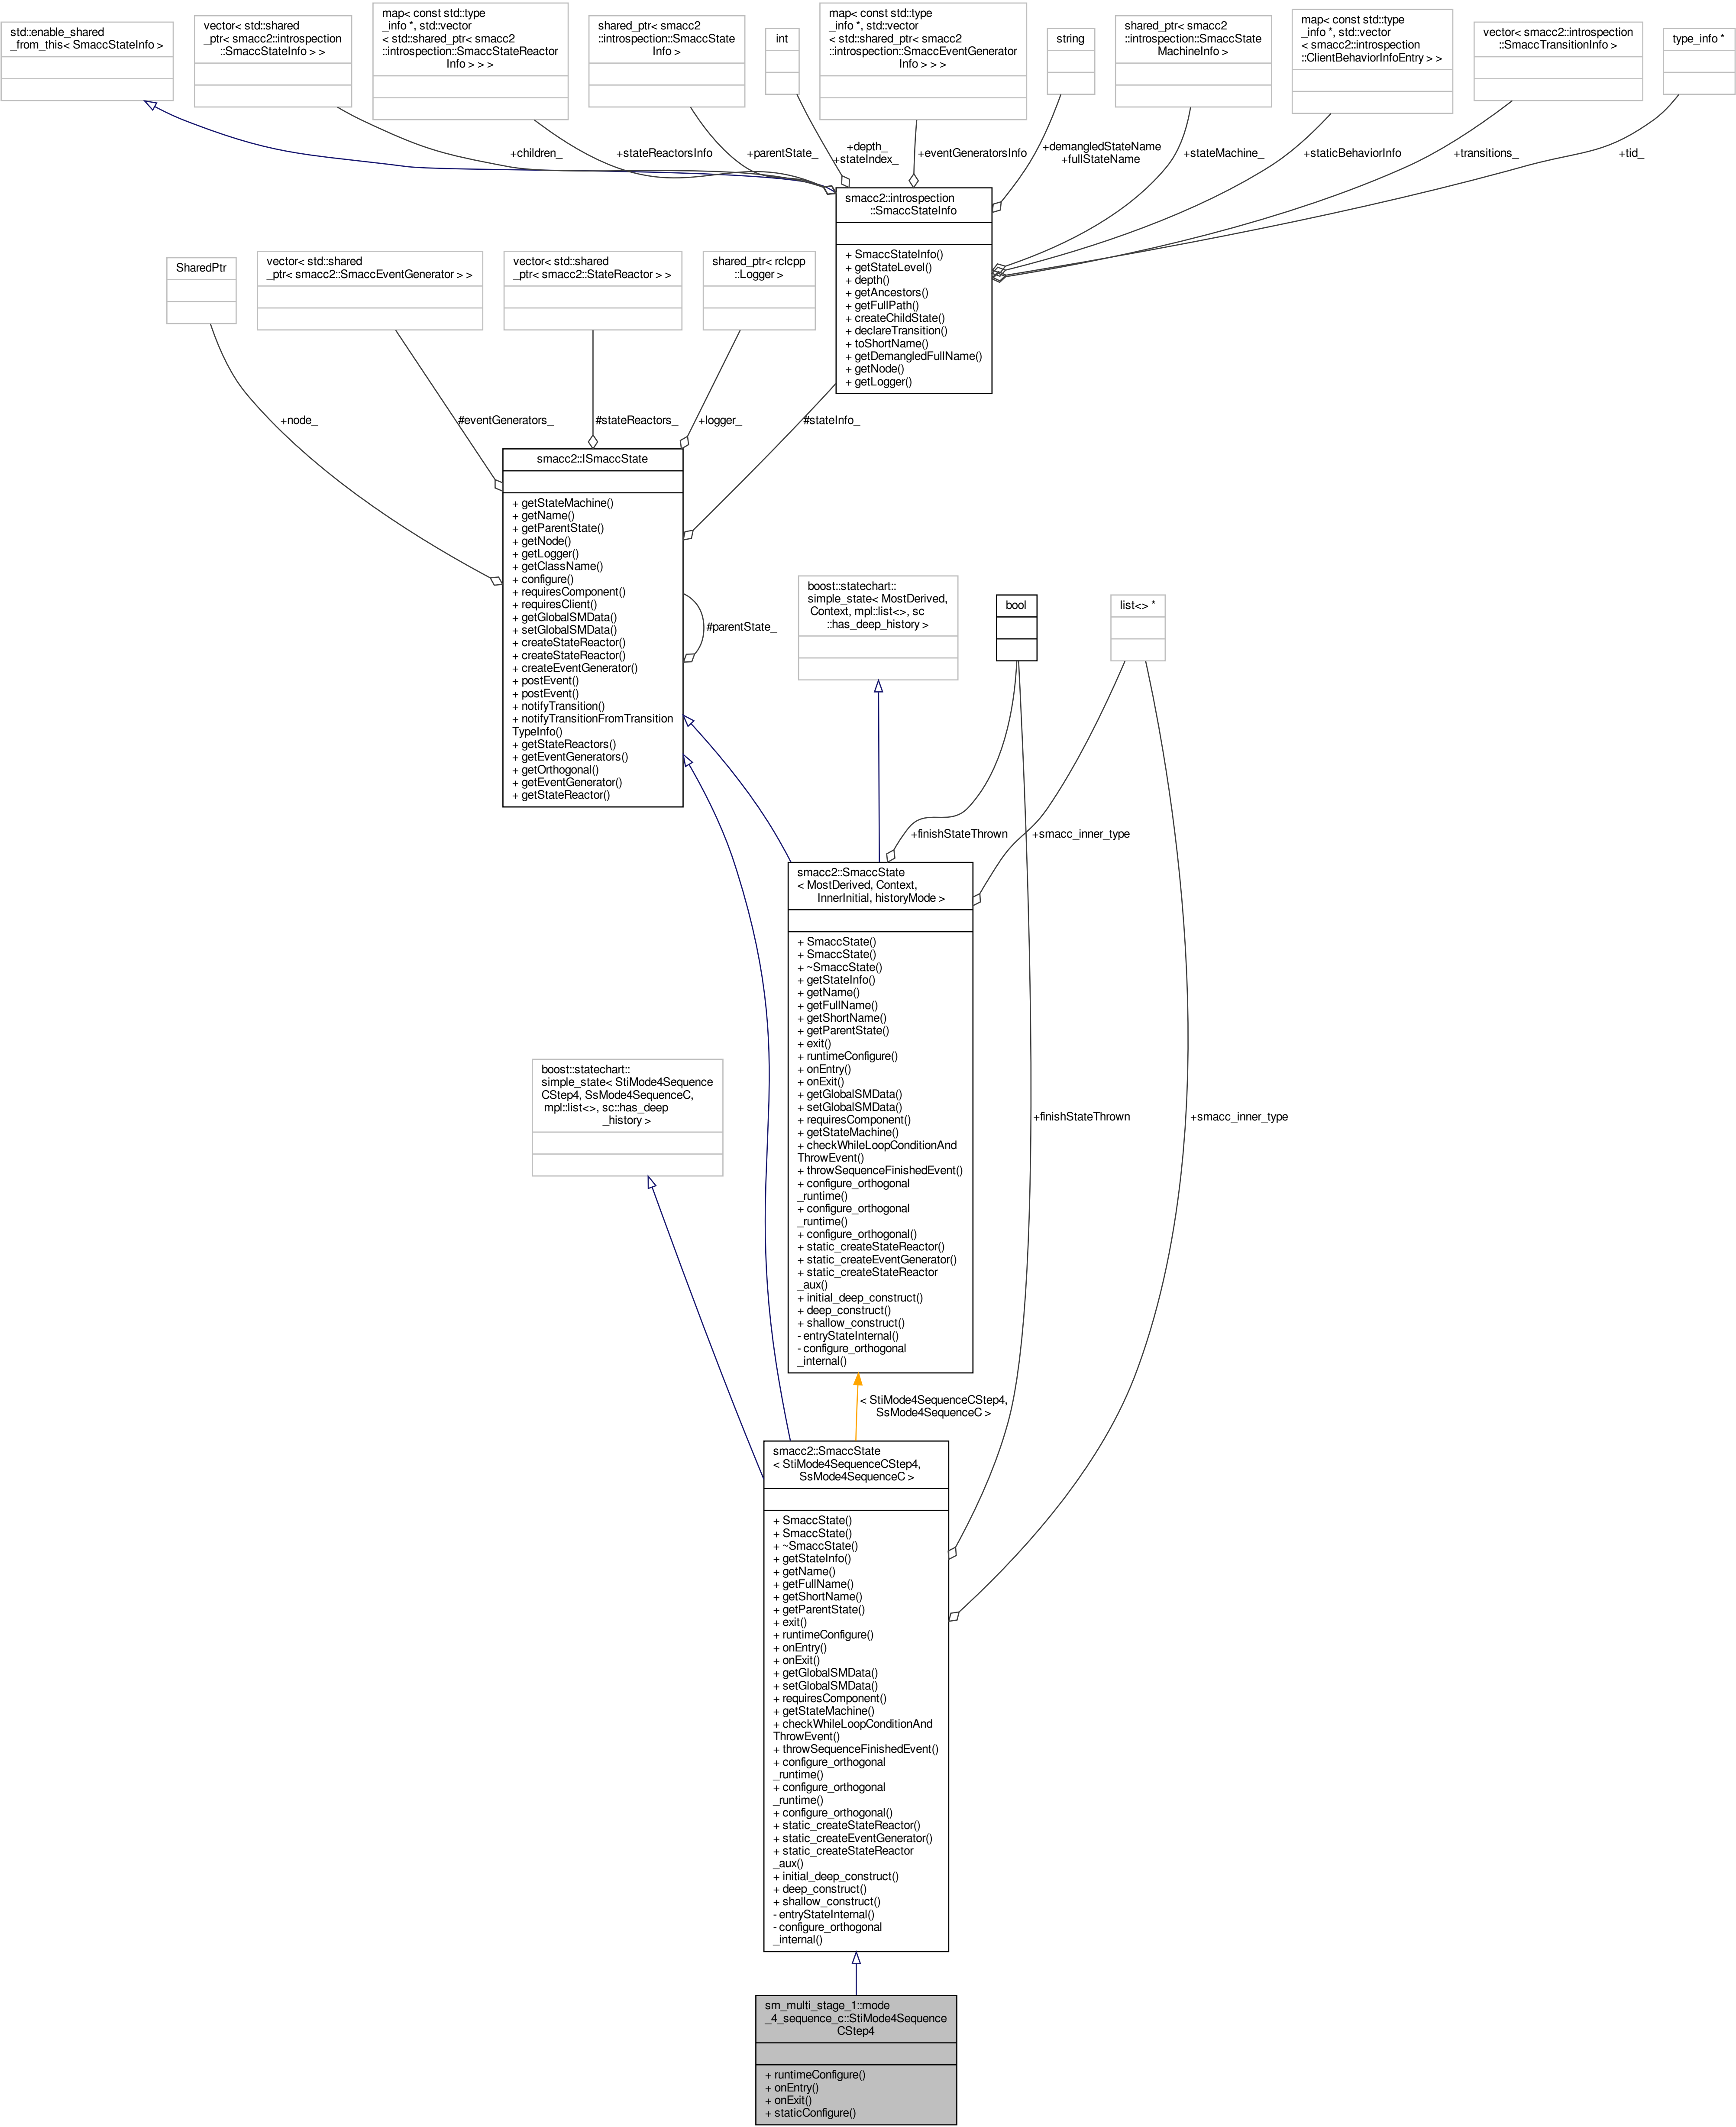 std::enable_shared
_from_this< SmaccStateInfo >
vector< std::shared
_ptr< smacc2::introspection
::SmaccStateInfo > >
map< const std::type
_info *, std::vector
< std::shared_ptr< smacc2
::introspection::SmaccStateReactor
Info > > >
shared_ptr< smacc2
::introspection::SmaccState
Info >
int
map< const std::type
_info *, std::vector
< std::shared_ptr< smacc2
::introspection::SmaccEventGenerator
Info > > >
string
shared_ptr< smacc2
::introspection::SmaccState
MachineInfo >
map< const std::type
_info *, std::vector
< smacc2::introspection
::ClientBehaviorInfoEntry > >
vector< smacc2::introspection
::SmaccTransitionInfo >
type_info *
+children_
+stateReactorsInfo
+parentState_
+depth_
+stateIndex_
+eventGeneratorsInfo
+demangledStateName
+fullStateName
+stateMachine_
+staticBehaviorInfo
+transitions_
+tid_
smacc2::introspection
::SmaccStateInfo
+ SmaccStateInfo()
+ getStateLevel()
+ depth()
+ getAncestors()
+ getFullPath()
+ createChildState()
+ declareTransition()
+ toShortName()
+ getDemangledFullName()
+ getNode()
+ getLogger()
SharedPtr
vector< std::shared
_ptr< smacc2::SmaccEventGenerator > >
vector< std::shared
_ptr< smacc2::StateReactor > >
shared_ptr< rclcpp
::Logger >
+node_
#eventGenerators_
#stateReactors_
+logger_
#stateInfo_
smacc2::ISmaccState
+ getStateMachine()
+ getName()
+ getParentState()
+ getNode()
+ getLogger()
+ getClassName()
+ configure()
+ requiresComponent()
+ requiresClient()
+ getGlobalSMData()
+ setGlobalSMData()
+ createStateReactor()
+ createStateReactor()
+ createEventGenerator()
+ postEvent()
+ postEvent()
+ notifyTransition()
+ notifyTransitionFromTransition
TypeInfo()
+ getStateReactors()
+ getEventGenerators()
+ getOrthogonal()
+ getEventGenerator()
+ getStateReactor()
#parentState_
boost::statechart::
simple_state< MostDerived,
Context, mpl::list<>, sc
::has_deep_history >
bool
list<> *
+finishStateThrown
+smacc_inner_type
smacc2::SmaccState
< MostDerived, Context,
InnerInitial, historyMode >
+ SmaccState()
+ SmaccState()
+ ~SmaccState()
+ getStateInfo()
+ getName()
+ getFullName()
+ getShortName()
+ getParentState()
+ exit()
+ runtimeConfigure()
+ onEntry()
+ onExit()
+ getGlobalSMData()
+ setGlobalSMData()
+ requiresComponent()
+ getStateMachine()
+ checkWhileLoopConditionAnd
ThrowEvent()
+ throwSequenceFinishedEvent()
+ configure_orthogonal
_runtime()
+ configure_orthogonal
_runtime()
+ configure_orthogonal()
+ static_createStateReactor()
+ static_createEventGenerator()
+ static_createStateReactor
_aux()
+ initial_deep_construct()
+ deep_construct()
+ shallow_construct()
- entryStateInternal()
- configure_orthogonal
_internal()
boost::statechart::
simple_state< StiMode4Sequence
CStep4, SsMode4SequenceC,
mpl::list<>, sc::has_deep
_history >
+finishStateThrown
+smacc_inner_type
< StiMode4SequenceCStep4,
SsMode4SequenceC >
smacc2::SmaccState
< StiMode4SequenceCStep4,
SsMode4SequenceC >
+ SmaccState()
+ SmaccState()
+ ~SmaccState()
+ getStateInfo()
+ getName()
+ getFullName()
+ getShortName()
+ getParentState()
+ exit()
+ runtimeConfigure()
+ onEntry()
+ onExit()
+ getGlobalSMData()
+ setGlobalSMData()
+ requiresComponent()
+ getStateMachine()
+ checkWhileLoopConditionAnd
ThrowEvent()
+ throwSequenceFinishedEvent()
+ configure_orthogonal
_runtime()
+ configure_orthogonal
_runtime()
+ configure_orthogonal()
+ static_createStateReactor()
+ static_createEventGenerator()
+ static_createStateReactor
_aux()
+ initial_deep_construct()
+ deep_construct()
+ shallow_construct()
- entryStateInternal()
- configure_orthogonal
_internal()
sm_multi_stage_1::mode
_4_sequence_c::StiMode4Sequence
CStep4
+ runtimeConfigure()
+ onEntry()
+ onExit()
+ staticConfigure()